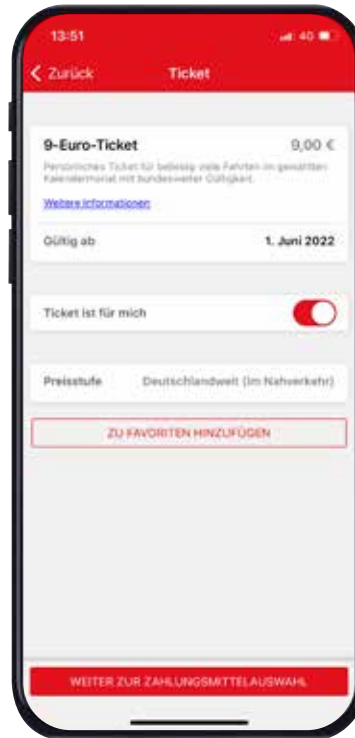 13:51
4G
Zurück
Ticket
9-Euro-Ticket
9,00 €
Persönliches Ticket für beliebig viele Fahrten im gewählten
Kalendermonat mit bundesweiter Gültigkeit.
Weitere Informationen
Gültig ab
1. Juni 2022
Ticket ist für mich
Preisstufe
Deutschlandweit (im Nahverkehr)
ZU FAVORITEN HINZUFÜGEN
WEITER ZUR ZAHLUNGSMITTELAUSWAHL